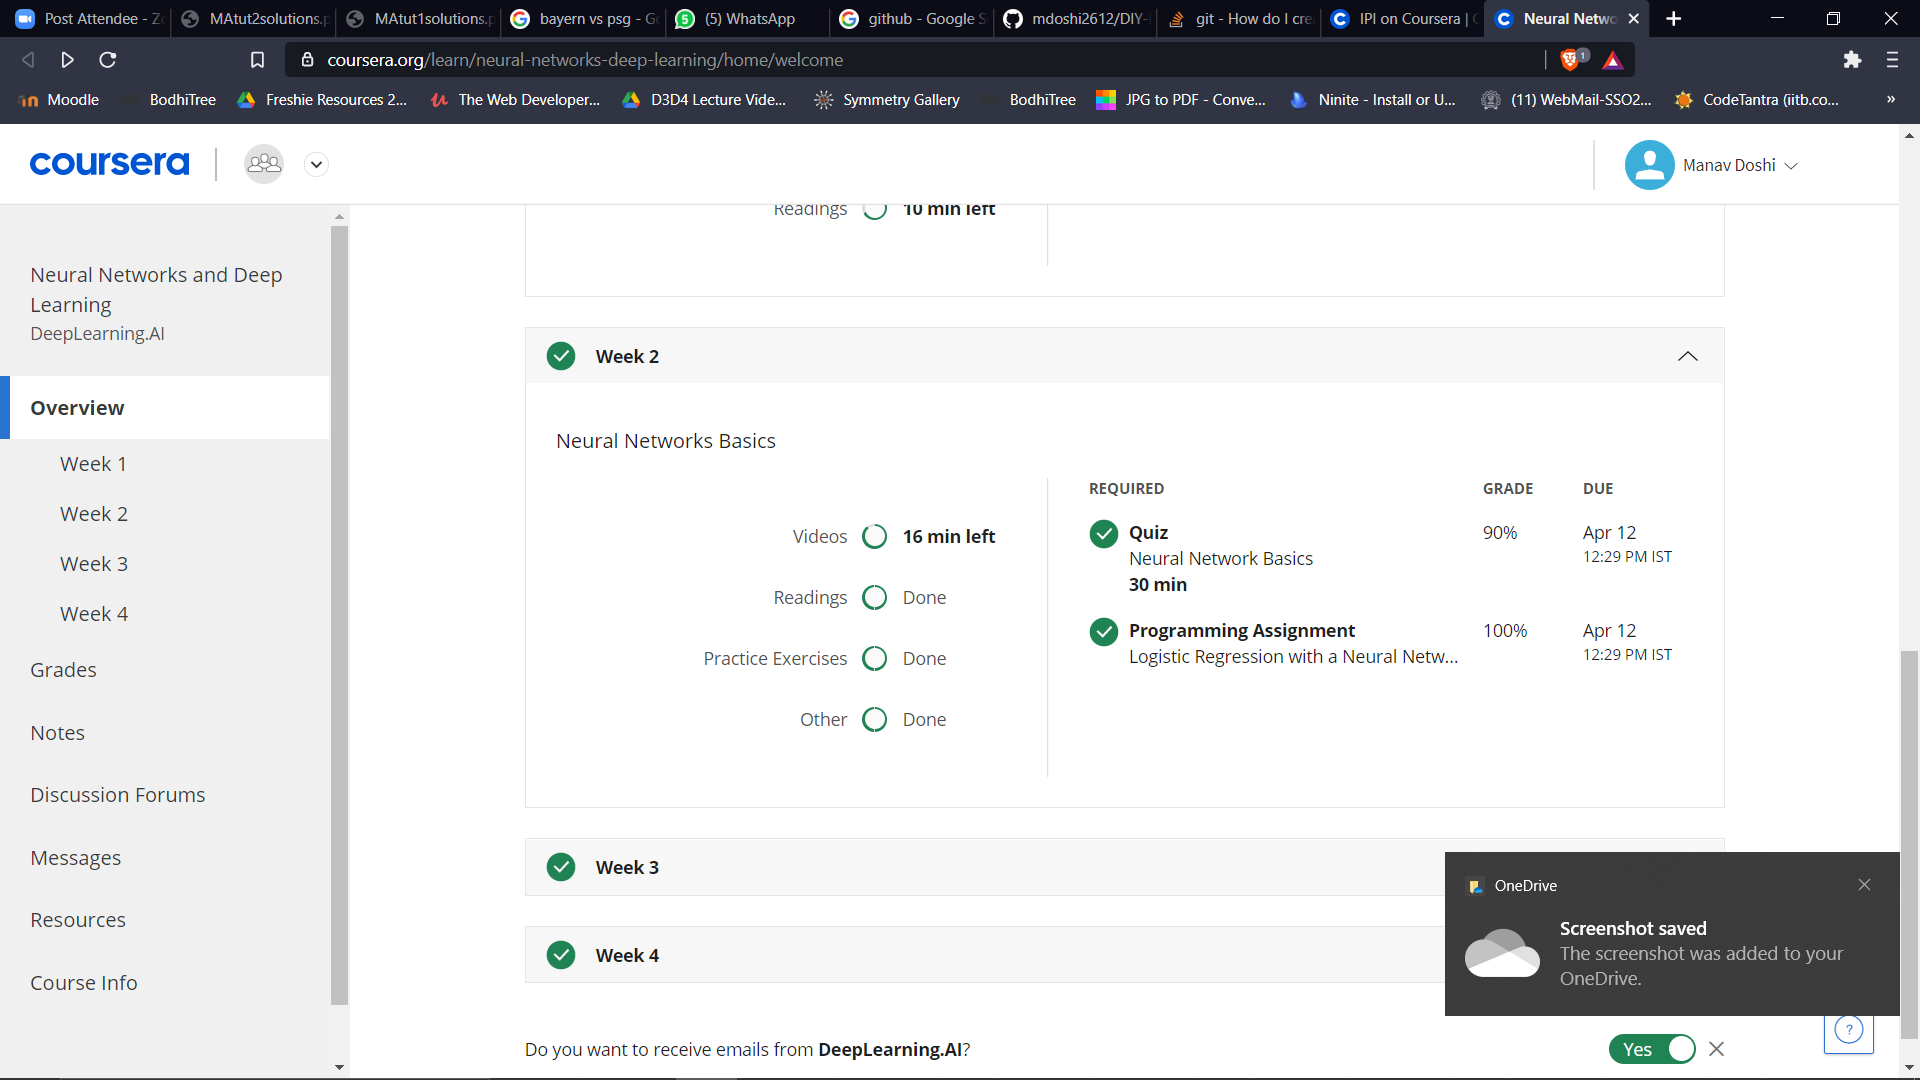 Post Attendee - Z
MAtut2solutions.p
MAtut1solutions.p
bayern vs psg - G
(5) WhatsApp
github - Google S
mdoshi2612/DIY-
git - How do I cre
IPI on Coursera |
Neural Netwo
coursera.org/learn/neural-networks-deep-learning/home/welcome
1
Moodle
BodhiTree
Freshie Resources 2...
The Web Developer...
D3D4 Lecture Vide...
Symmetry Gallery
BodhiTree
JPG to PDF - Conve...
Ninite - Install or U...
(11) WebMail-SSO2...
CodeTantra (iitb.co...
»
coursera
Manav Doshi
Neural Networks and Deep
Learning
DeepLearning.AI
Overview
Week 1
Week 2
Week 3
Week 4
Grades
Notes
Discussion Forums
Messages
Resources
Course Info
Readings 10 min left
Week 2
Neural Networks Basics
Videos 16 min left
Readings Done
Practice Exercises Done
Other Done
REQUIRED GRADE DUE
Quiz 90% Apr 12
Neural Network Basics 12:29 PM IST
30 min
Programming Assignment 100% Apr 12
Logistic Regression with a Neural Netw... 12:29 PM IST
Week 3
Week 4
OneDrive
Screenshot saved
The screenshot was added to your
OneDrive.
Do you want to receive emails from DeepLearning.AI?
Yes
?